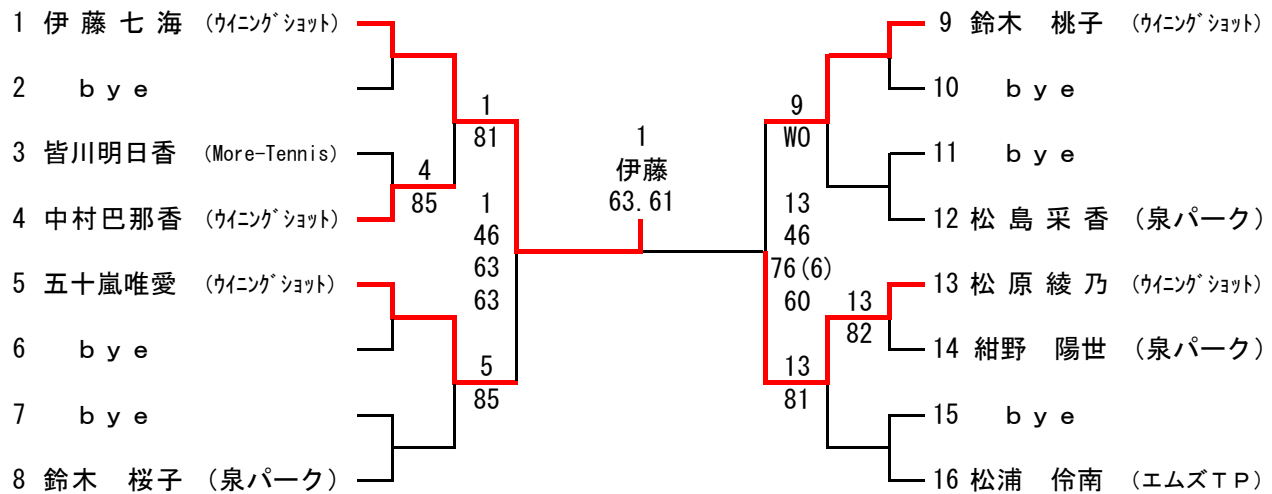 1 伊 藤 七 海 (ｳｲﾆﾝｸﾞｼｮｯﾄ)
2 ｂｙｅ
3 皆川明日香 (More-Tennis)
4 中村巴那香 (ｳｲﾆﾝｸﾞｼｮｯﾄ)
5 五十嵐唯愛 (ｳｲﾆﾝｸﾞｼｮｯﾄ)
6 ｂｙｅ
7 ｂｙｅ
8 鈴木 桜子 (泉パーク)
4
85
1
81
1
46
63
63
5
85
1
伊藤
63.61
9
WO
13
46
76(6)
60
13
81
13
82
9 鈴木 桃子 (ｳｲﾆﾝｸﾞｼｮｯﾄ)
10 ｂｙｅ
11 ｂｙｅ
12 松 島 采 香 (泉パーク)
13 松 原 綾 乃 (ｳｲﾆﾝｸﾞｼｮｯﾄ)
14 紺野 陽世 (泉パーク)
15 ｂｙｅ
16 松浦 伶南 (エムズＴＰ)